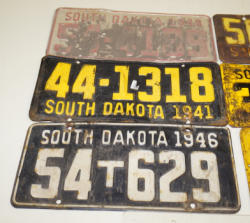 SOUTH DAKOTA
44-1318
SOUTH DAKOTA 1941
SOUTH DAKOTA 1946
54T629